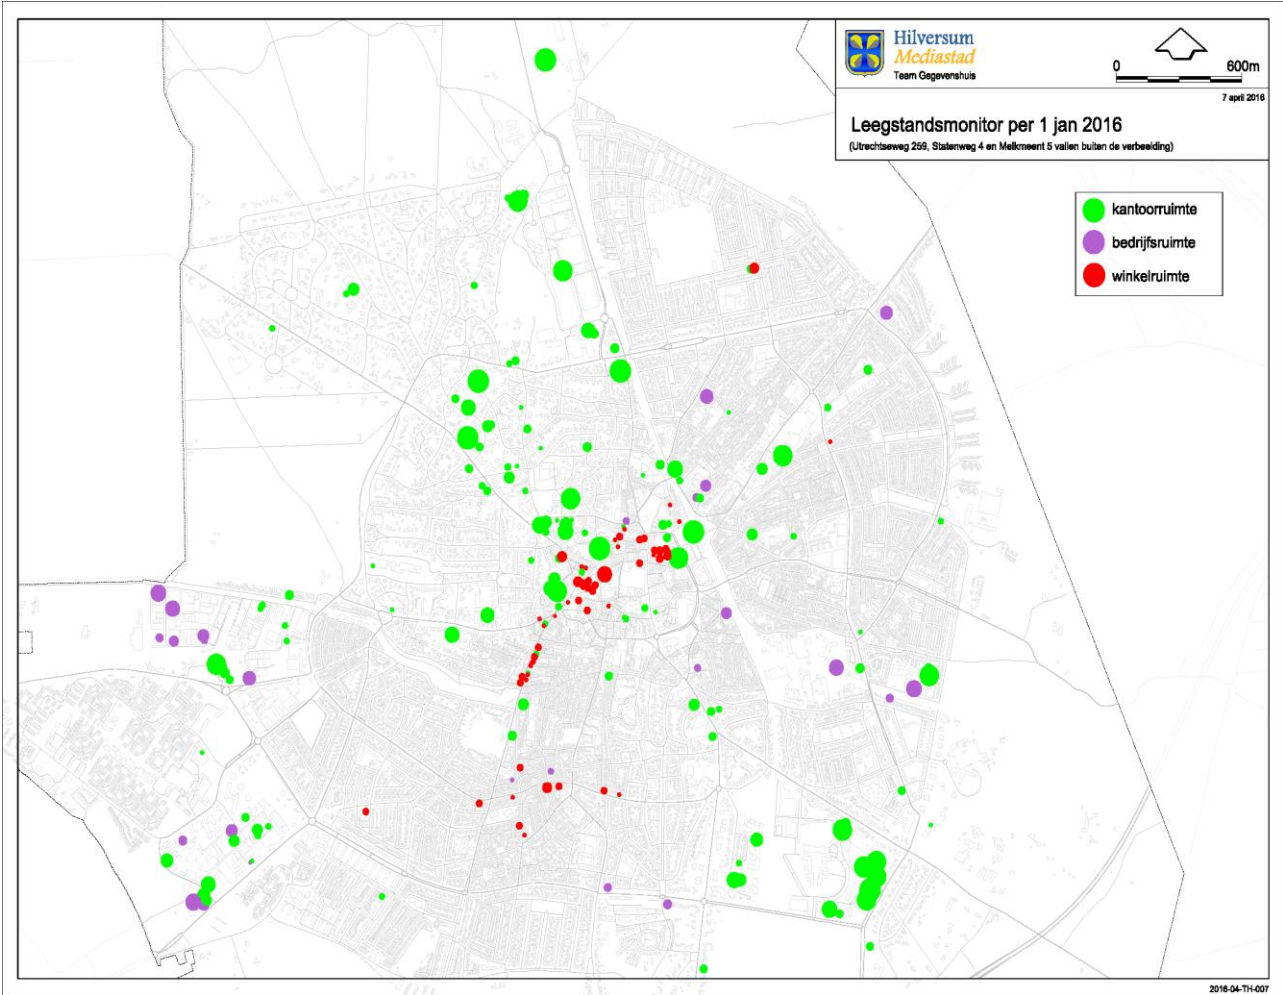 Hilversum
Mediastad
Team Gegevenshuis
0 600m
7 april 2016
Leegstandsmonitor per 1 jan 2016
(Utrechtseweg 259, Statenweg 4 en Melkmeent 5 vallen buiten de verbeelding)
kantoorruimte
bedrijfsruimte
winkelruimte
2016-04-TH-007